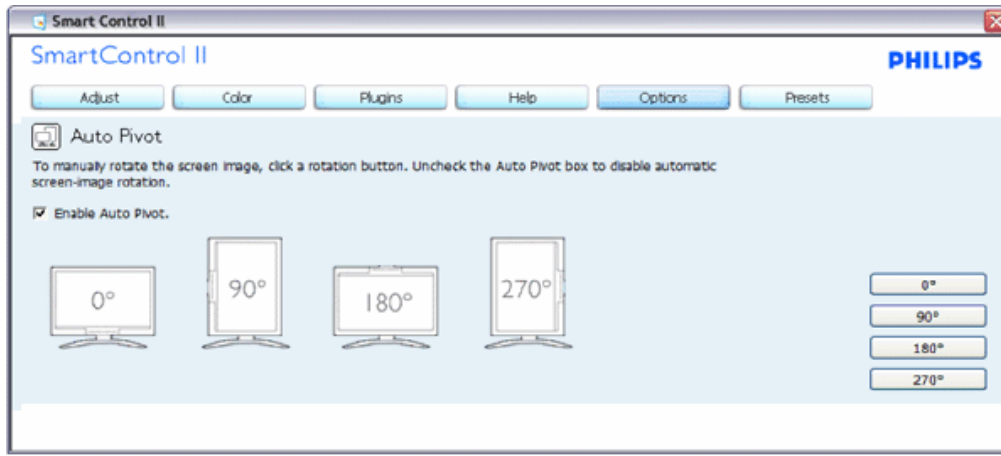 Smart Control II
SmartControl II
PHILIPS
Adjust
Color
Plugins
Help
Options
Presets
Auto Pivot
To manually rotate the screen image, click a rotation button. Uncheck the Auto Pivot box to disable automatic
screen-image rotation.
Enable Auto Pivot.
0°
90°
180°
270°
0°
90°
180°
270°